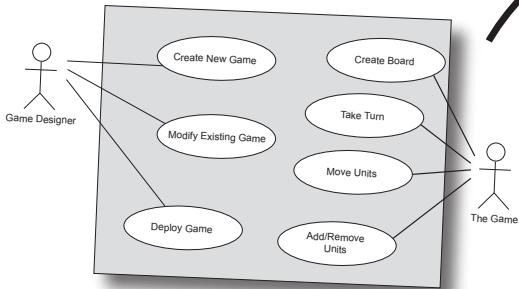 Create New Game
Create Board
Game Designer
Take Turn
Modify Existing Game
Move Units
The Game
Deploy Game
Add/Remove
Units